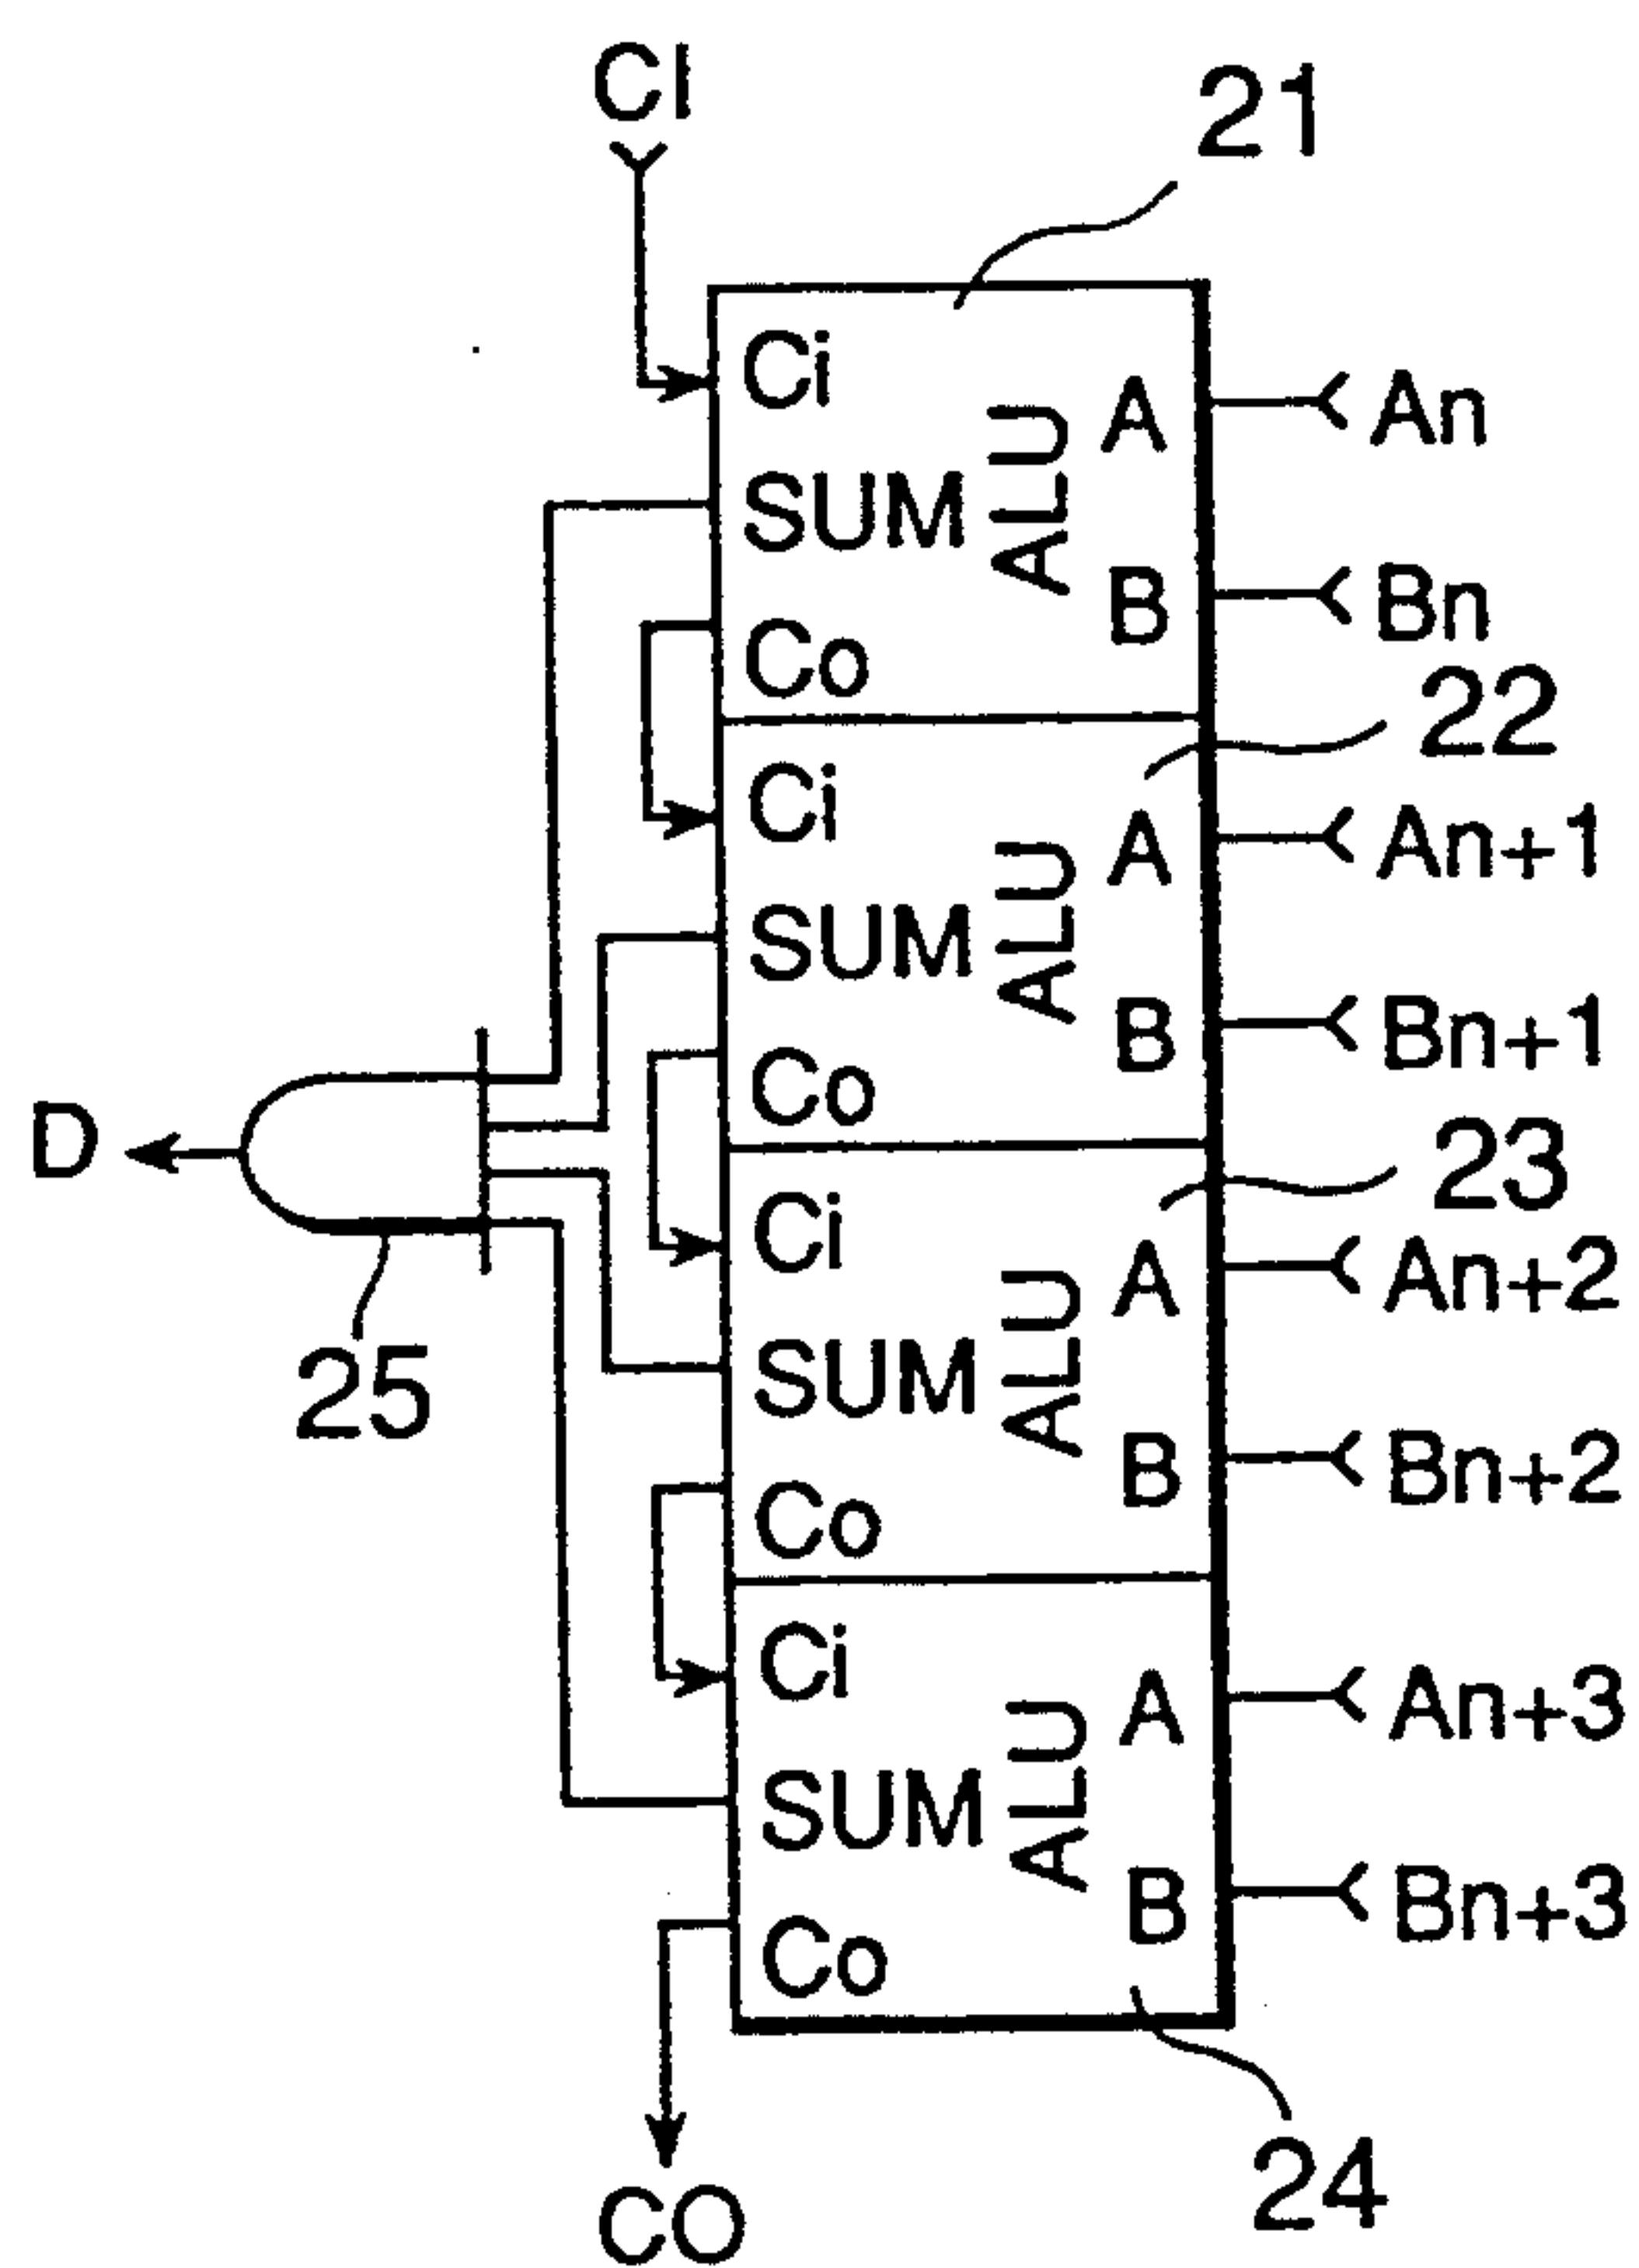 CI
21
Ci
SUM
Co
ALU
A
B
An
Bn
22
Ci
SUM
Co
ALU
A
B
An+1
Bn+1
D
25
23
Ci
SUM
Co
ALU
A
B
An+2
Bn+2
Ci
SUM
Co
ALU
A
B
An+3
Bn+3
24
CO